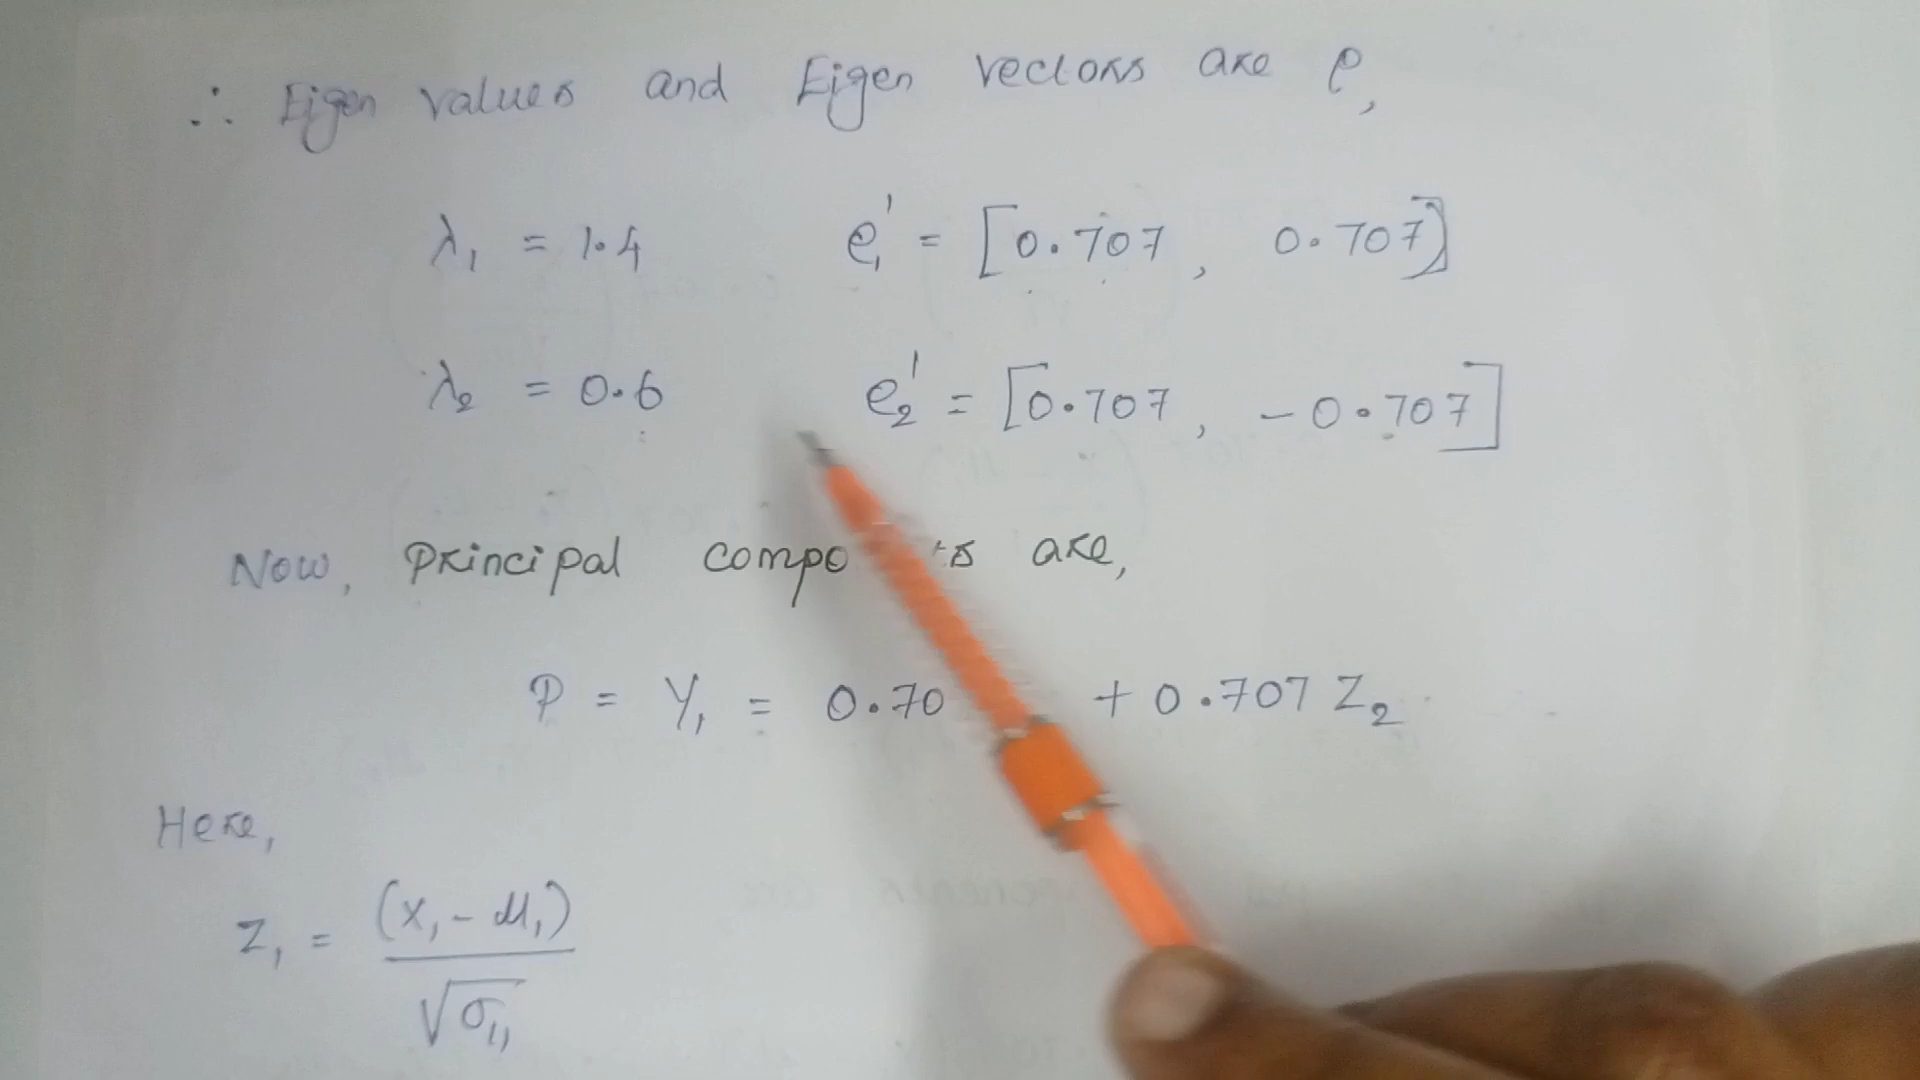 ∴ Eigen values and Eigen vectors are ρ,
λ₁ = 1.4 e₁' = [0.707, 0.707]
λ₂ = 0.6 e₂' = [0.707, -0.707]
Now, principal are,
P = Y₁ = 0.70 + 0.707 Z₂
Here,
Z₁ = (X₁ - μ₁) / √σ₁₁